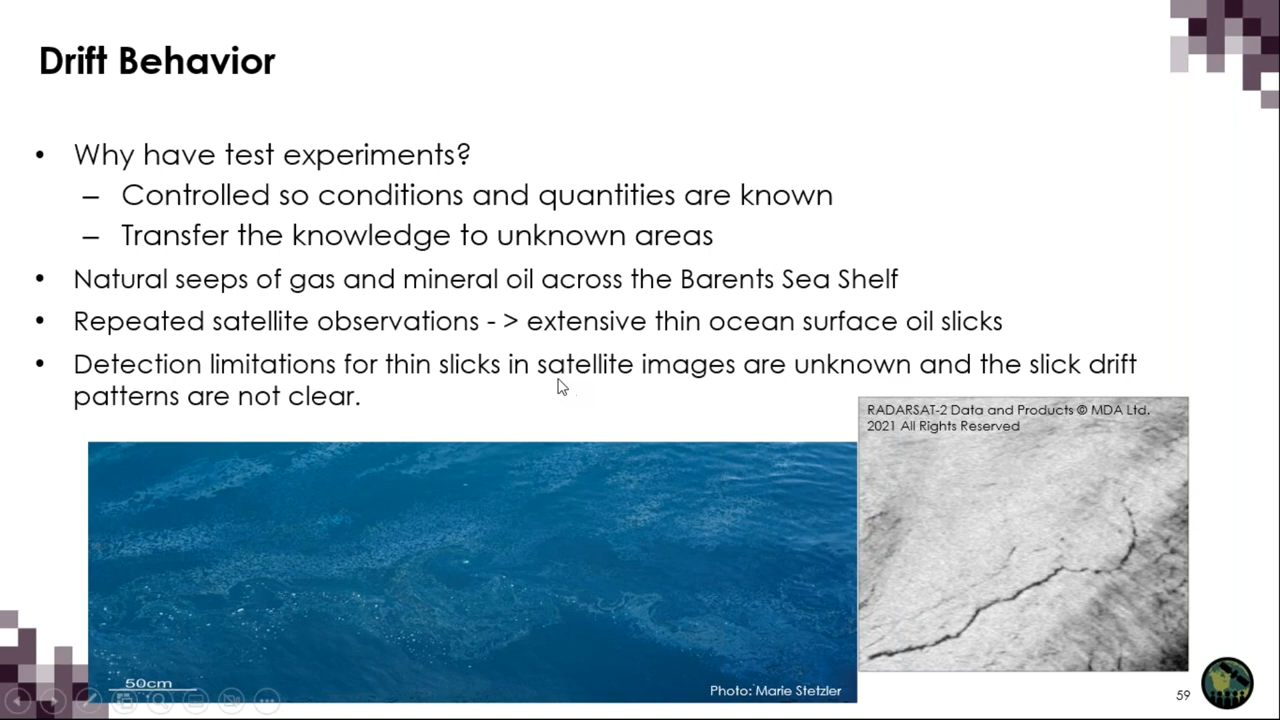 Drift Behavior
• Why have test experiments?
– Controlled so conditions and quantities are known
– Transfer the knowledge to unknown areas
• Natural seeps of gas and mineral oil across the Barents Sea Shelf
• Repeated satellite observations - > extensive thin ocean surface oil slicks
• Detection limitations for thin slicks in satellite images are unknown and the slick drift
patterns are not clear.
RADARSAT-2 Data and Products © MDA Ltd.
2021 All Rights Reserved
50cm
Photo: Marie Stetzler
59